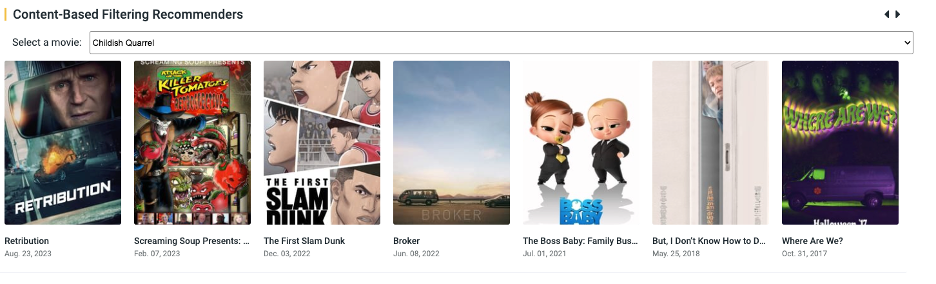 Content-Based Filtering Recommenders
Select a movie: Childish Quarrel
RETRIBUTION
SCREAMING SOUP! PRESENTS
ATTACK OF THE
KILLER TOMATOES
THE FIRST
SLAM
DUNK
BROKER
BOSS
BABY
WHERE ARE WE?
Halloween '17
Retribution
Aug. 23, 2023
Screaming Soup Presents: ...
Feb. 07, 2023
The First Slam Dunk
Dec. 03, 2022
Broker
Jun. 08, 2022
The Boss Baby: Family Bus...
Jul. 01, 2021
But, I Don't Know How to D...
May. 25, 2018
Where Are We?
Oct. 31, 2017